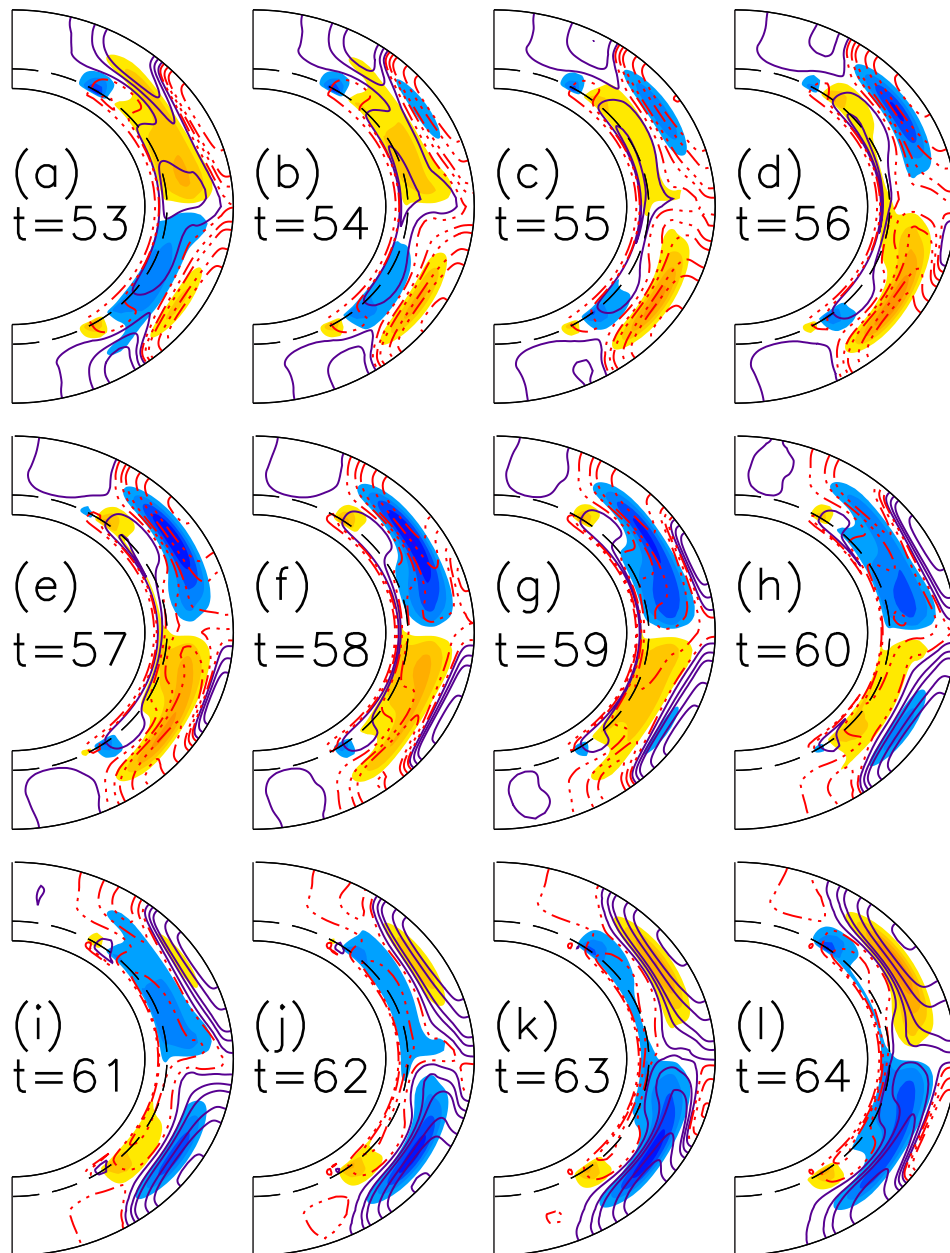 (a)
t=53
(b)
t=54
(c)
t=55
(d)
t=56
(e)
t=57
(f)
t=58
(g)
t=59
(h)
t=60
(i)
t=61
(j)
t=62
(k)
t=63
(l)
t=64